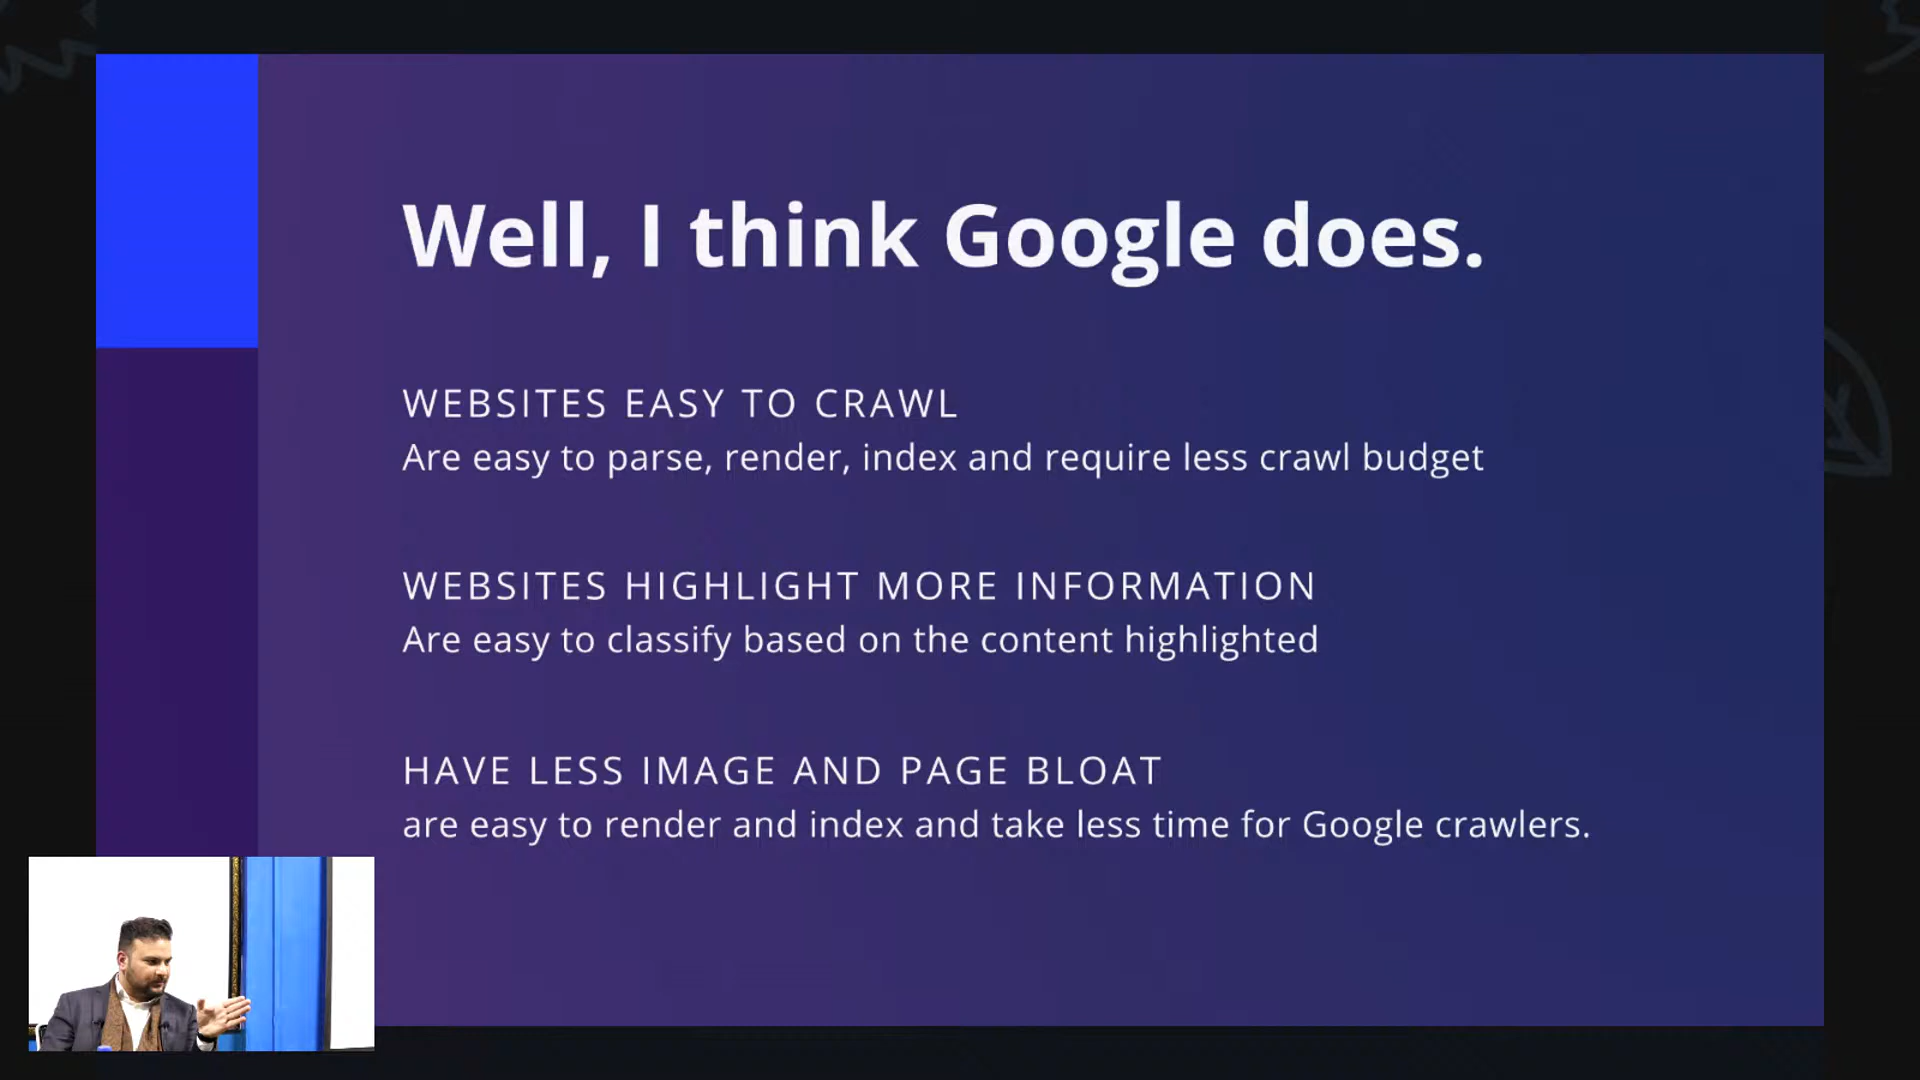 Well, I think Google does.
WEBSITES EASY TO CRAWL
Are easy to parse, render, index and require less crawl budget
WEBSITES HIGHLIGHT MORE INFORMATION
Are easy to classify based on the content highlighted
HAVE LESS IMAGE AND PAGE BLOAT
are easy to render and index and take less time for Google crawlers.